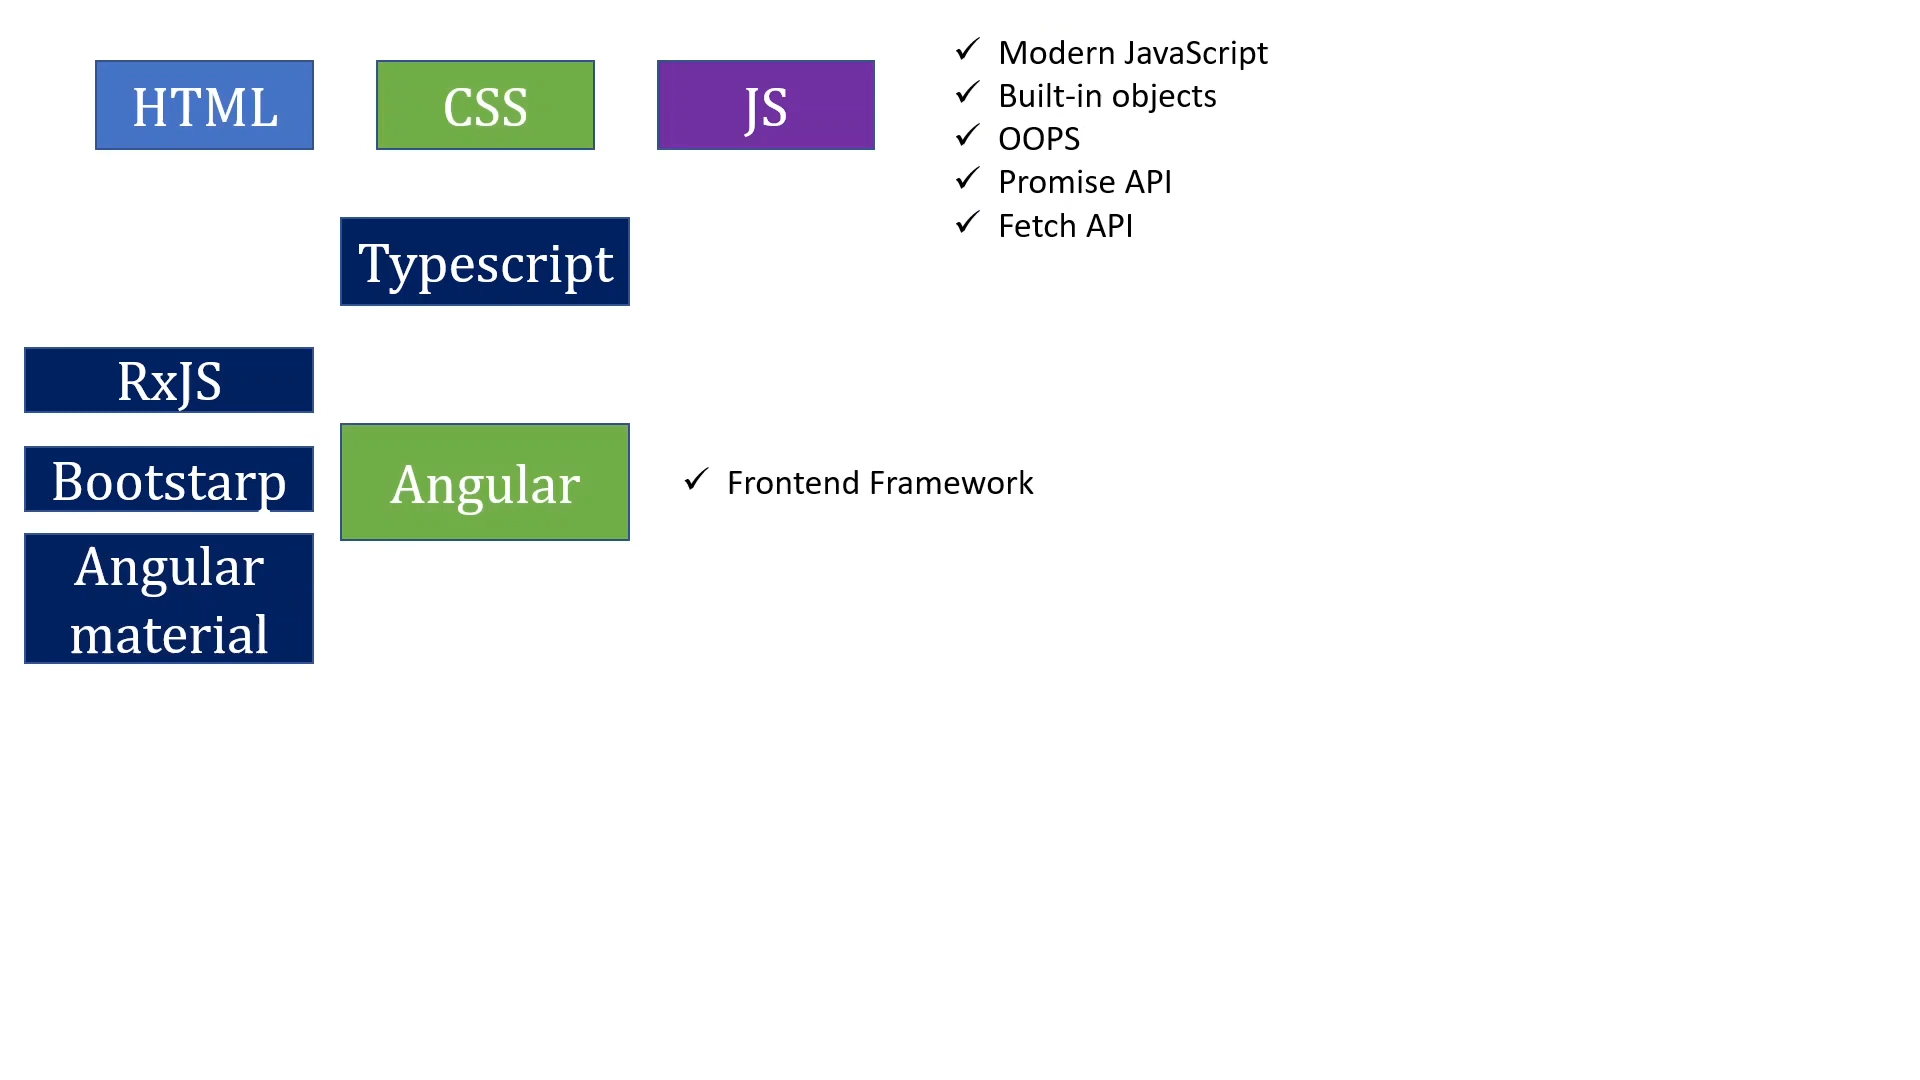 HTML
CSS
JS
✓ Modern JavaScript
✓ Built-in objects
✓ OOPS
✓ Promise API
✓ Fetch API
Typescript
RxJS
Bootstarp
Angular
material
Angular
✓ Frontend Framework